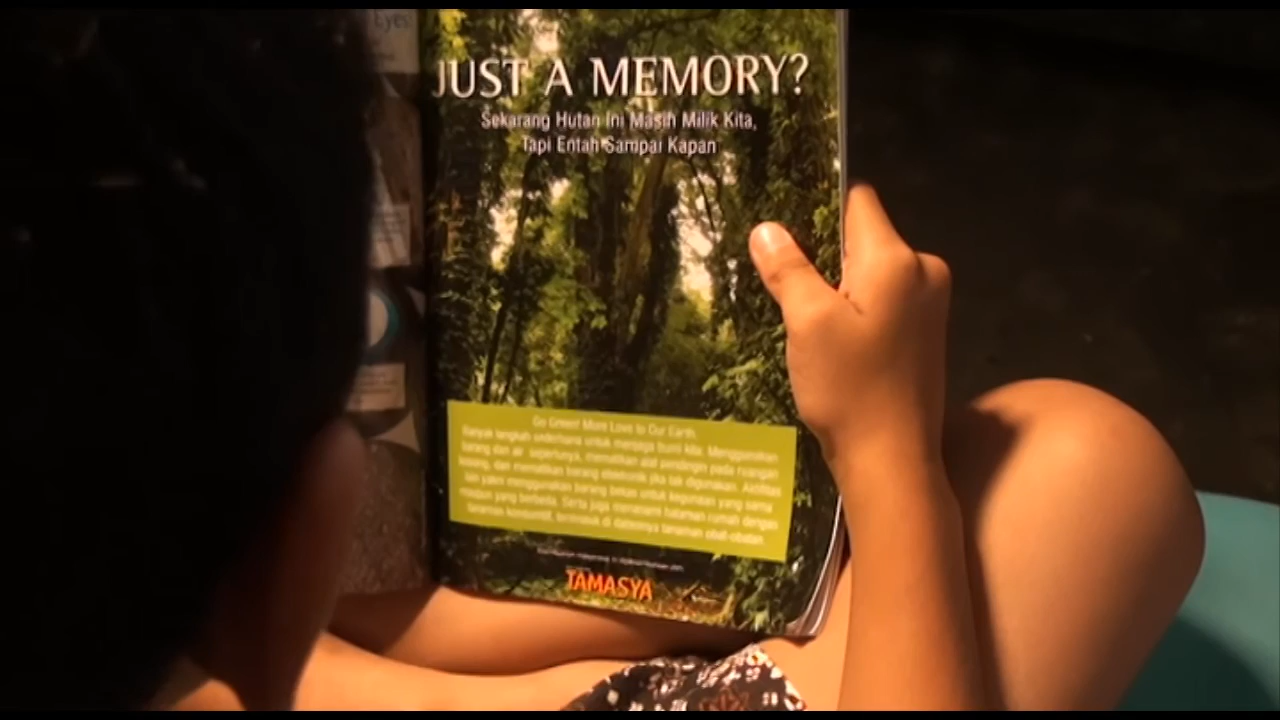 Eyes
JUST A MEMORY?
Sekarang Hutan Ini Masih Milik Kita,
Tapi Entah Sampai Kapan
Go Green! More Love to Our Earth.
Banyak langkah sederhana untuk menjaga bumi kita. Menggunakan
barang dan air seperlunya, mematikan alat pendingin pada ruangan
kosong, dan mematikan barang elektronik jika tak digunakan. Aktifitas
lain yakni menggunakan barang bekas untuk kegunaan yang sama
maupun yang berbeda. Serta juga menanami halaman rumah dengan
tanaman konsumtif, termasuk di dalamnya tanaman obat-obatan.
TAMASYA